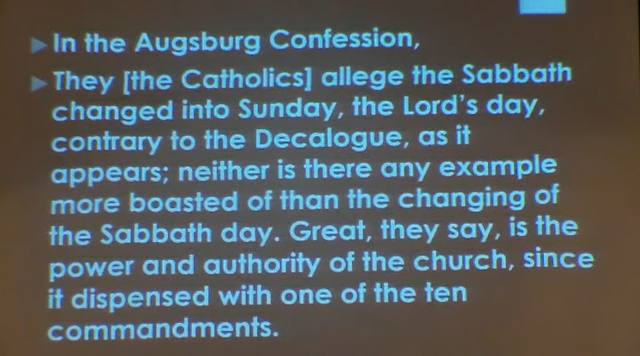 In the Augsburg Confession,
They [the Catholics] allege the Sabbath
changed into Sunday, the Lord's day,
contrary to the Decalogue, as it
appears; neither is there any example
more boasted of than the changing of
the Sabbath day. Great, they say, is the
power and authority of the church, since
it dispensed with one of the ten
commandments.